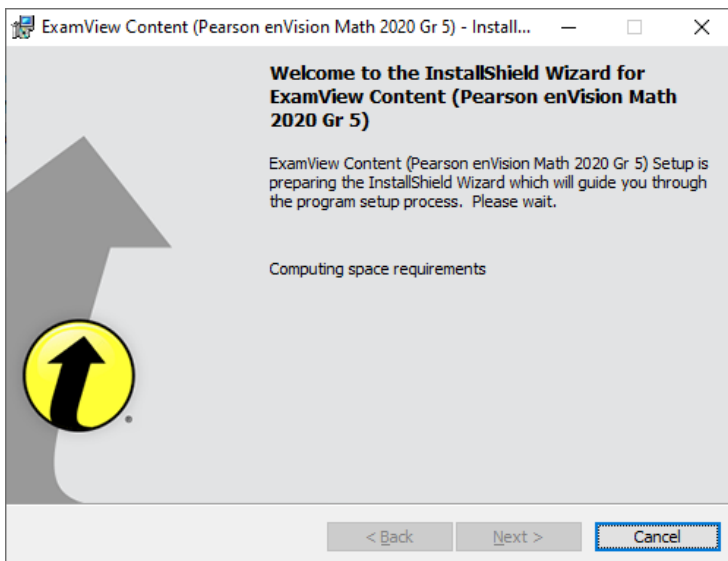 ExamView Content (Pearson enVision Math 2020 Gr 5) - Install...
Welcome to the InstallShield Wizard for
ExamView Content (Pearson enVision Math
2020 Gr 5)
ExamView Content (Pearson enVision Math 2020 Gr 5) Setup is
preparing the InstallShield Wizard which will guide you through
the program setup process.  Please wait.
Computing space requirements
®
< Back
Next >
Cancel